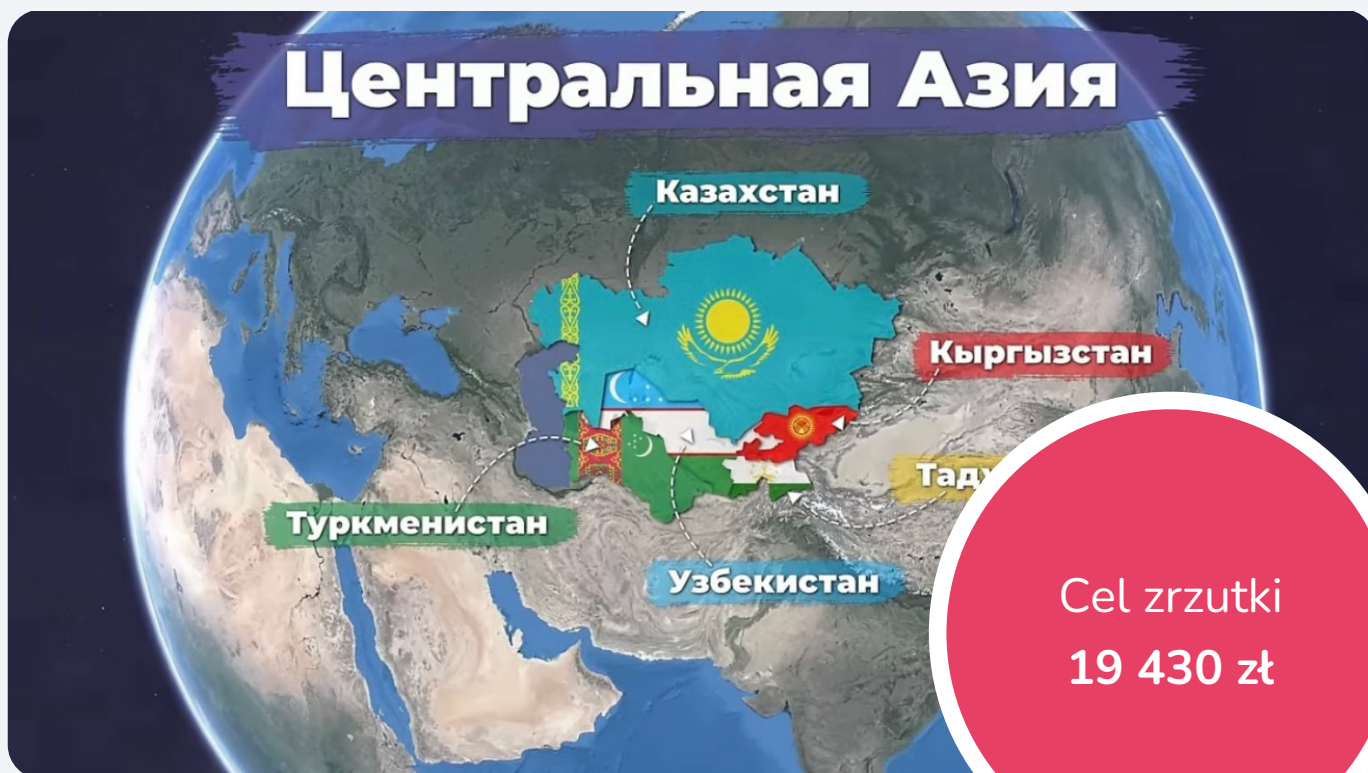 Центральная Азия
Казахстан
Кыргызстан
Туркменистан
Узбекистан
Cel zrzutki
19 430 zł